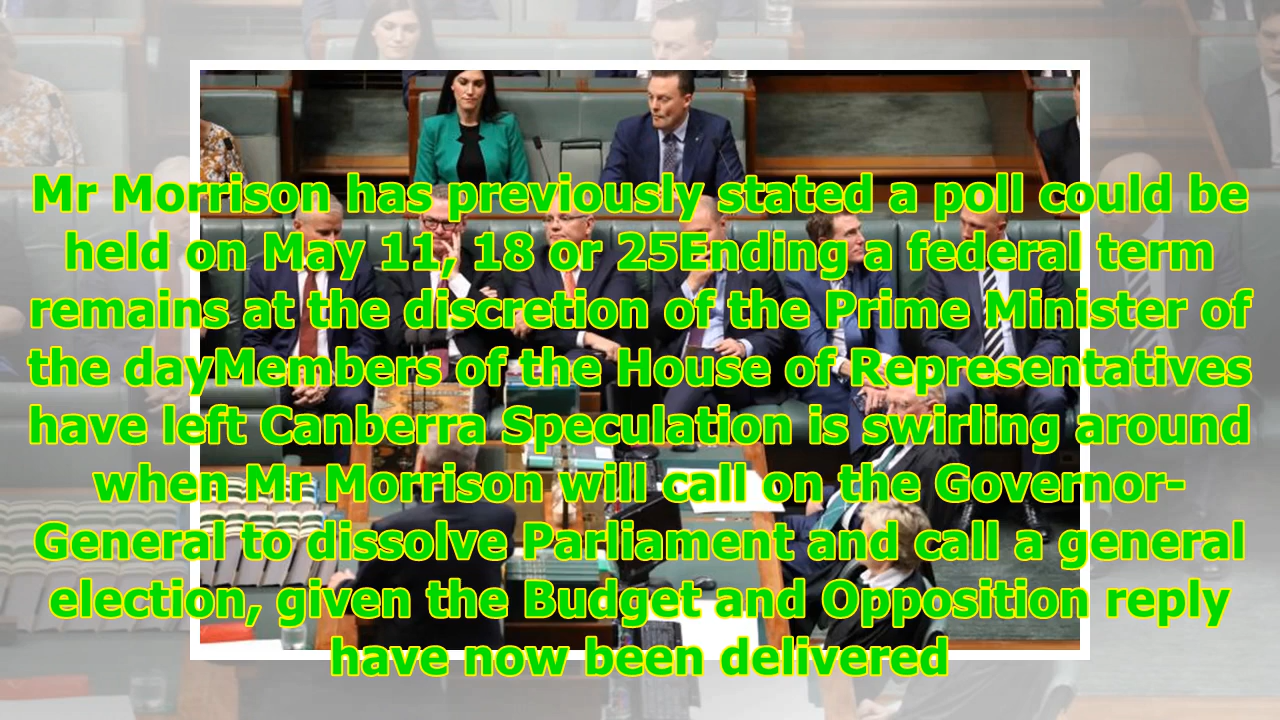 Mr Morrison has previously stated a poll could be
held on May 11, 18 or 25Ending a federal term
remains at the discretion of the Prime Minister of
the dayMembers of the House of Representatives
have left Canberra Speculation is swirling around
when Mr Morrison will call on the Governor-
General to dissolve Parliament and call a general
election, given the Budget and Opposition reply
have now been delivered